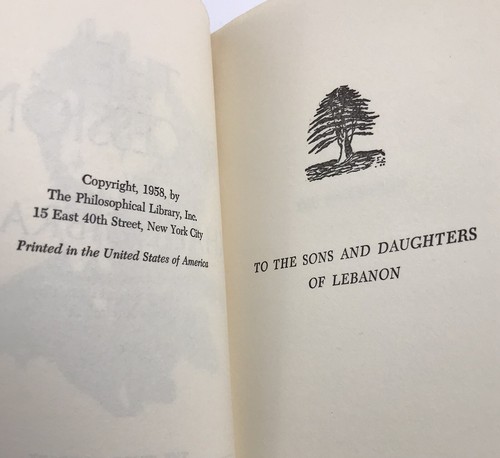 Copyright, 1958, by
The Philosophical Library, Inc.
15 East 40th Street, New York City
Printed in the United States of America
TO THE SONS AND DAUGHTERS
OF LEBANON